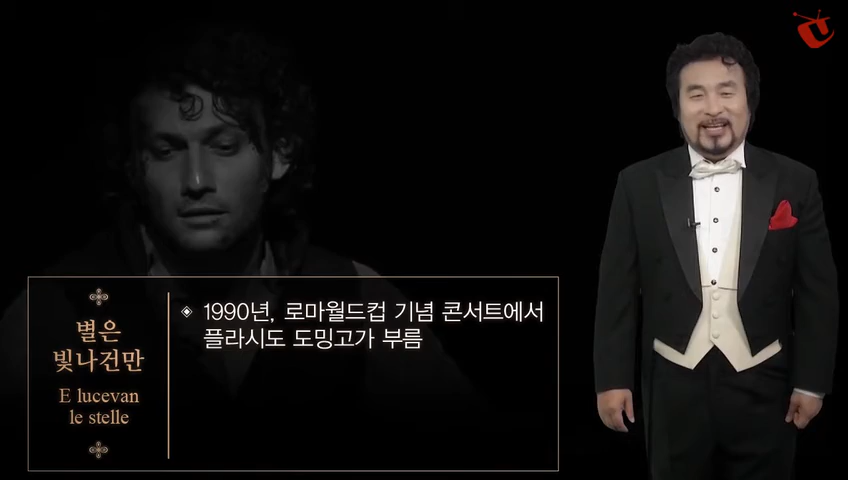 별은
빛나건만
E lucevan
le stelle
◈ 1990년, 로마월드컵 기념 콘서트에서
플라시도 도밍고가 부름